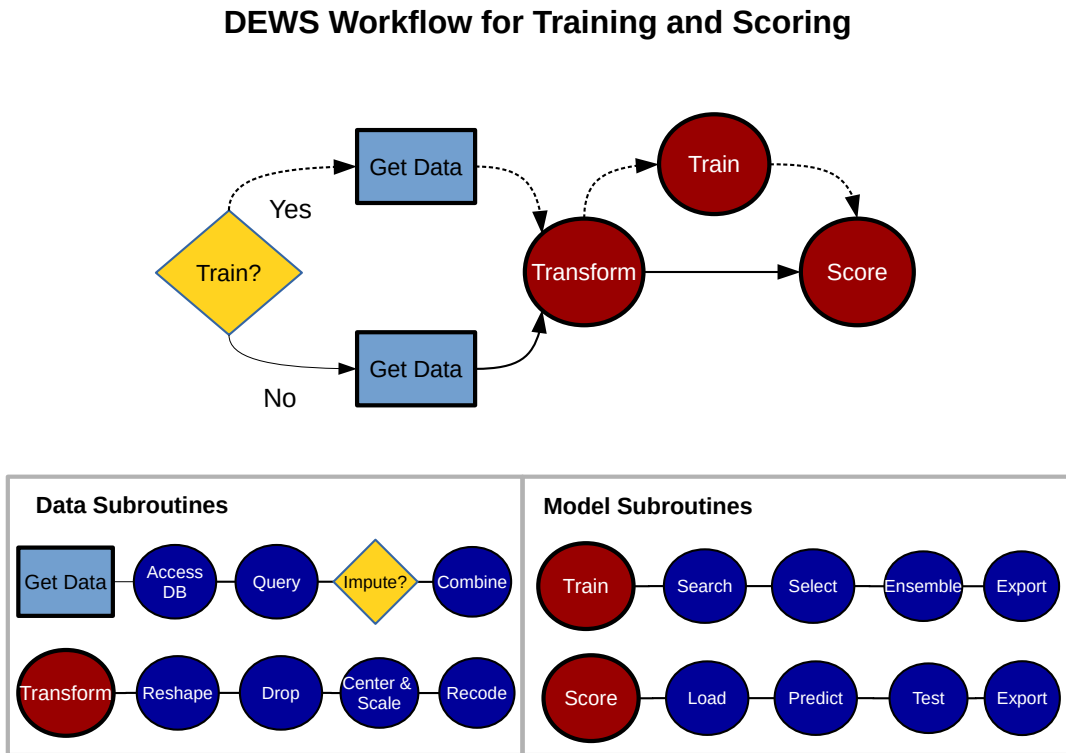 DEWS Workflow for Training and Scoring
Get Data
Train
Yes
Train?
Transform
Score
Get Data
No
Data Subroutines
Get Data
Access
DB
Query
Impute?
Combine
Transform
Reshape
Drop
Center &
Scale
Recode
Model Subroutines
Train
Search
Select
Ensemble
Export
Score
Load
Predict
Test
Export